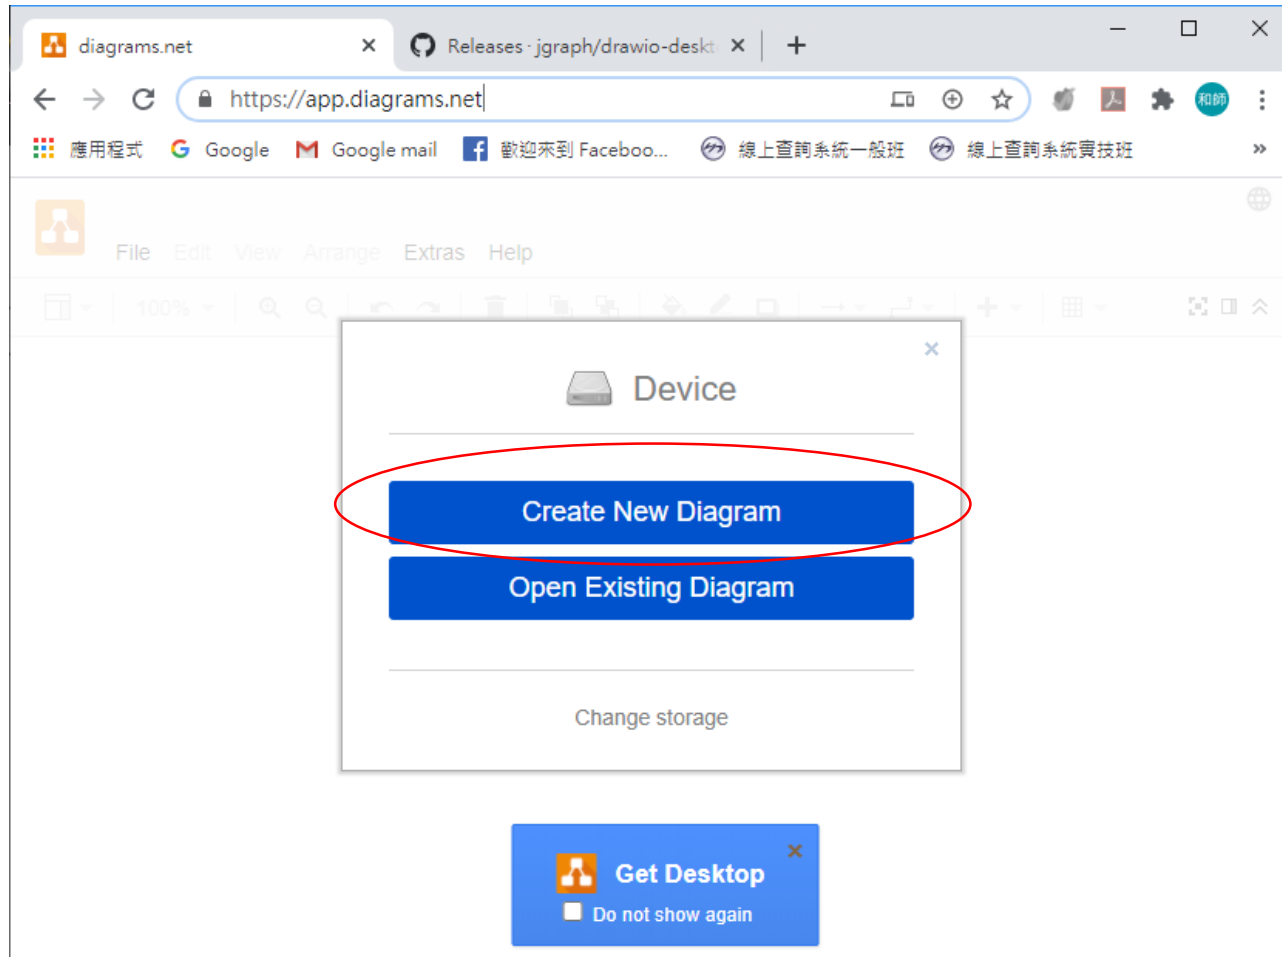 diagrams.net
Releases · jgraph/drawio-deskt
https://app.diagrams.net
和師
應用程式
Google
Google mail
歡迎來到 Faceboo...
線上查詢系統一般班
線上查詢系統實技班
File Edit View Arrange Extras Help
100%
Device
Create New Diagram
Open Existing Diagram
Change storage
Get Desktop
Do not show again